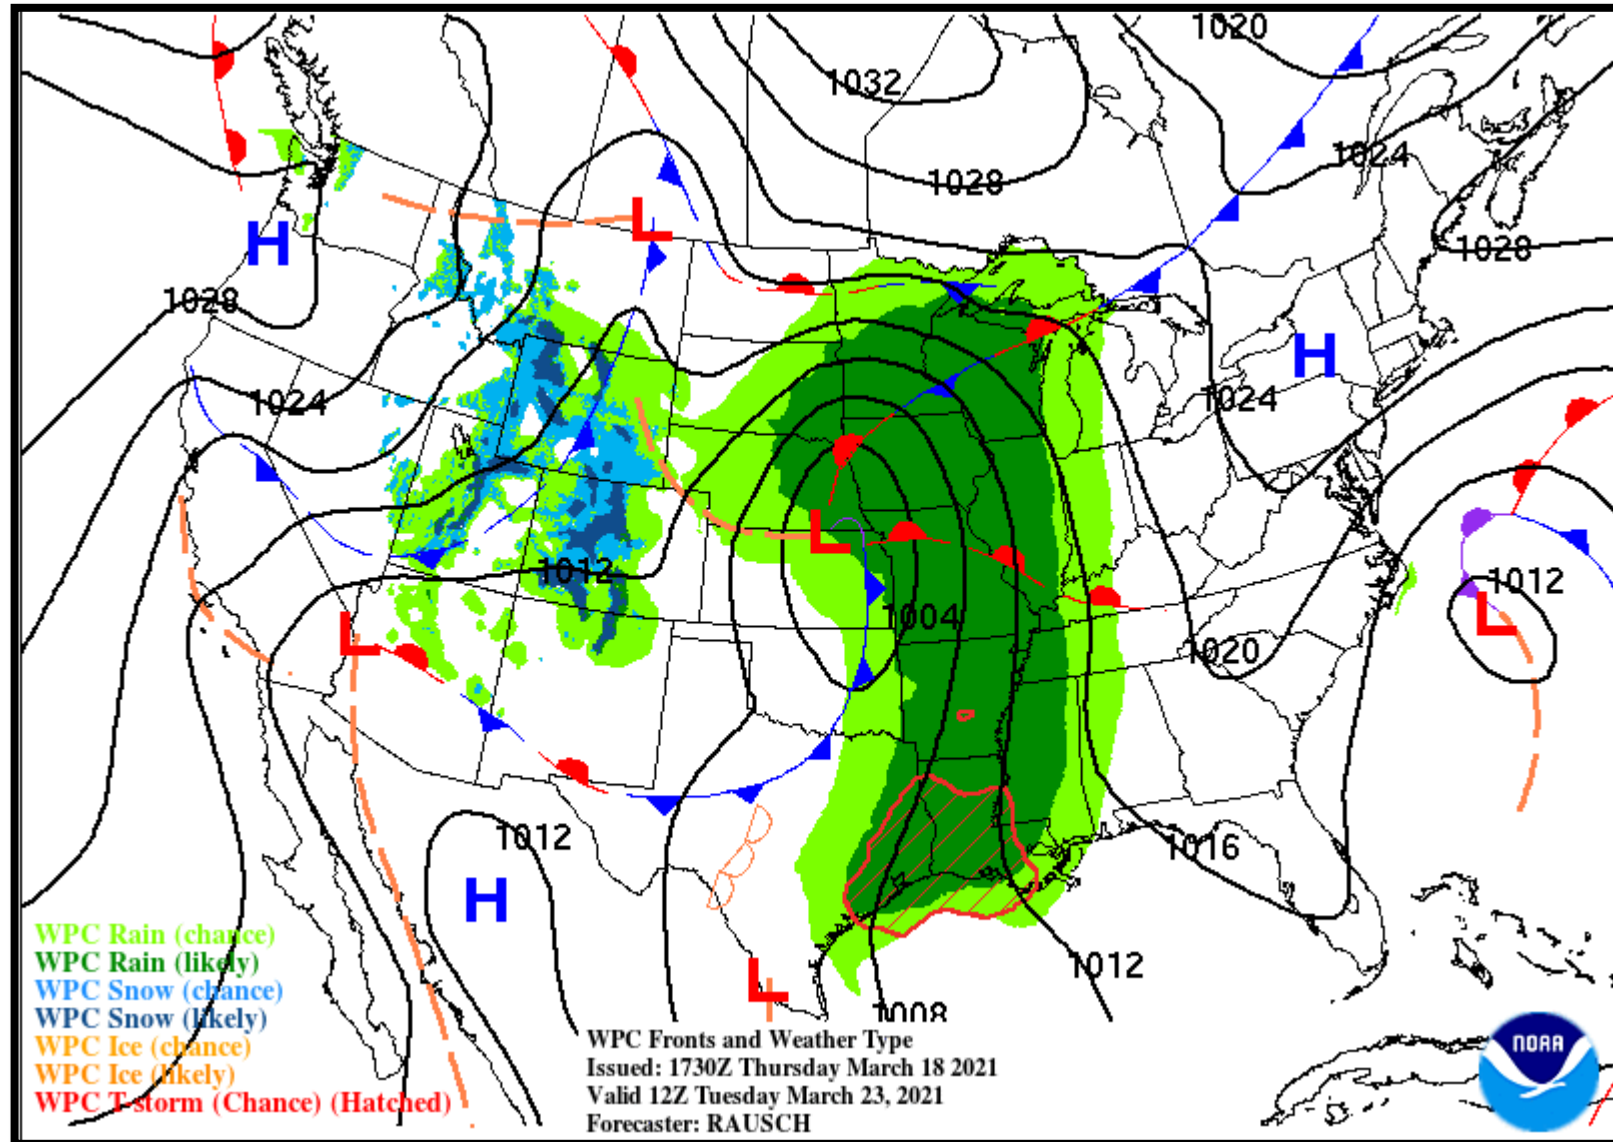 1020
1032
1024
1028
1028
1028
L
H
H
1024
1024
L
1012
1012
L
1004
L
1020
1012
1016
H
1012
L
1008
WPC Rain (chance)
WPC Rain (likely)
WPC Snow (chance)
WPC Snow (likely)
WPC Ice (chance)
WPC Ice (likely)
WPC T-storm (Chance) (Hatched)
WPC Fronts and Weather Type
Issued: 1730Z Thursday March 18 2021
Valid 12Z Tuesday March 23, 2021
Forecaster: RAUSCH
NOAA